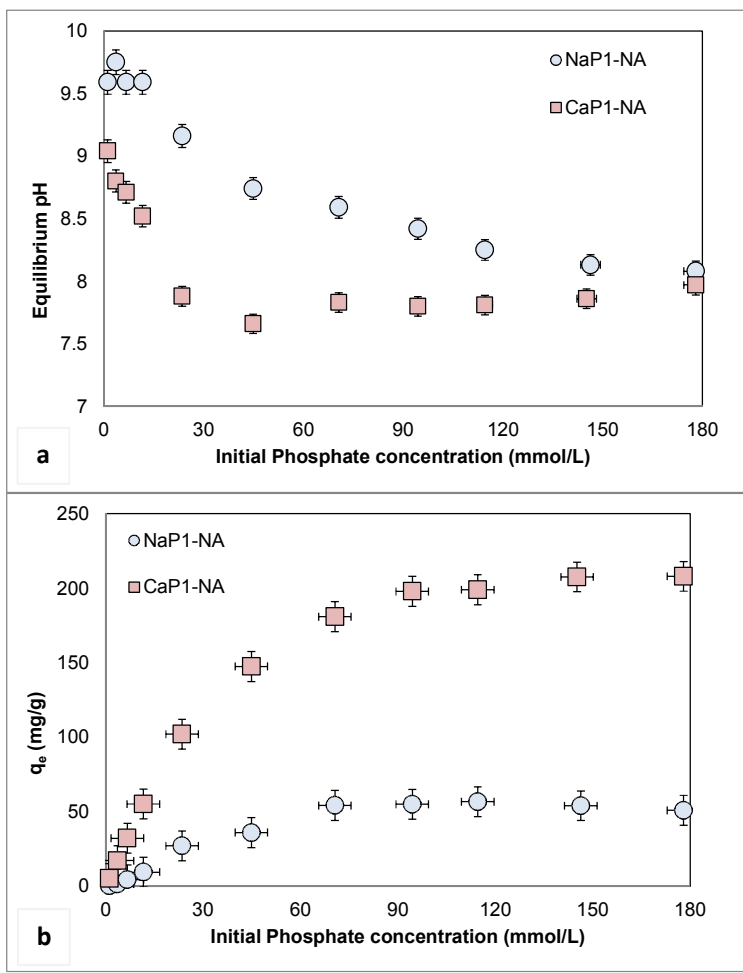 10
9.5
9
8.5
8
7.5
7
Equilibrium pH
NaP1-NA
CaP1-NA
0 30 60 90 120 150 180
Initial Phosphate concentration (mmol/L)
a
250
200
150
100
50
0
qₑ (mg/g)
NaP1-NA
CaP1-NA
0 30 60 90 120 150 180
Initial Phosphate concentration (mmol/L)
b